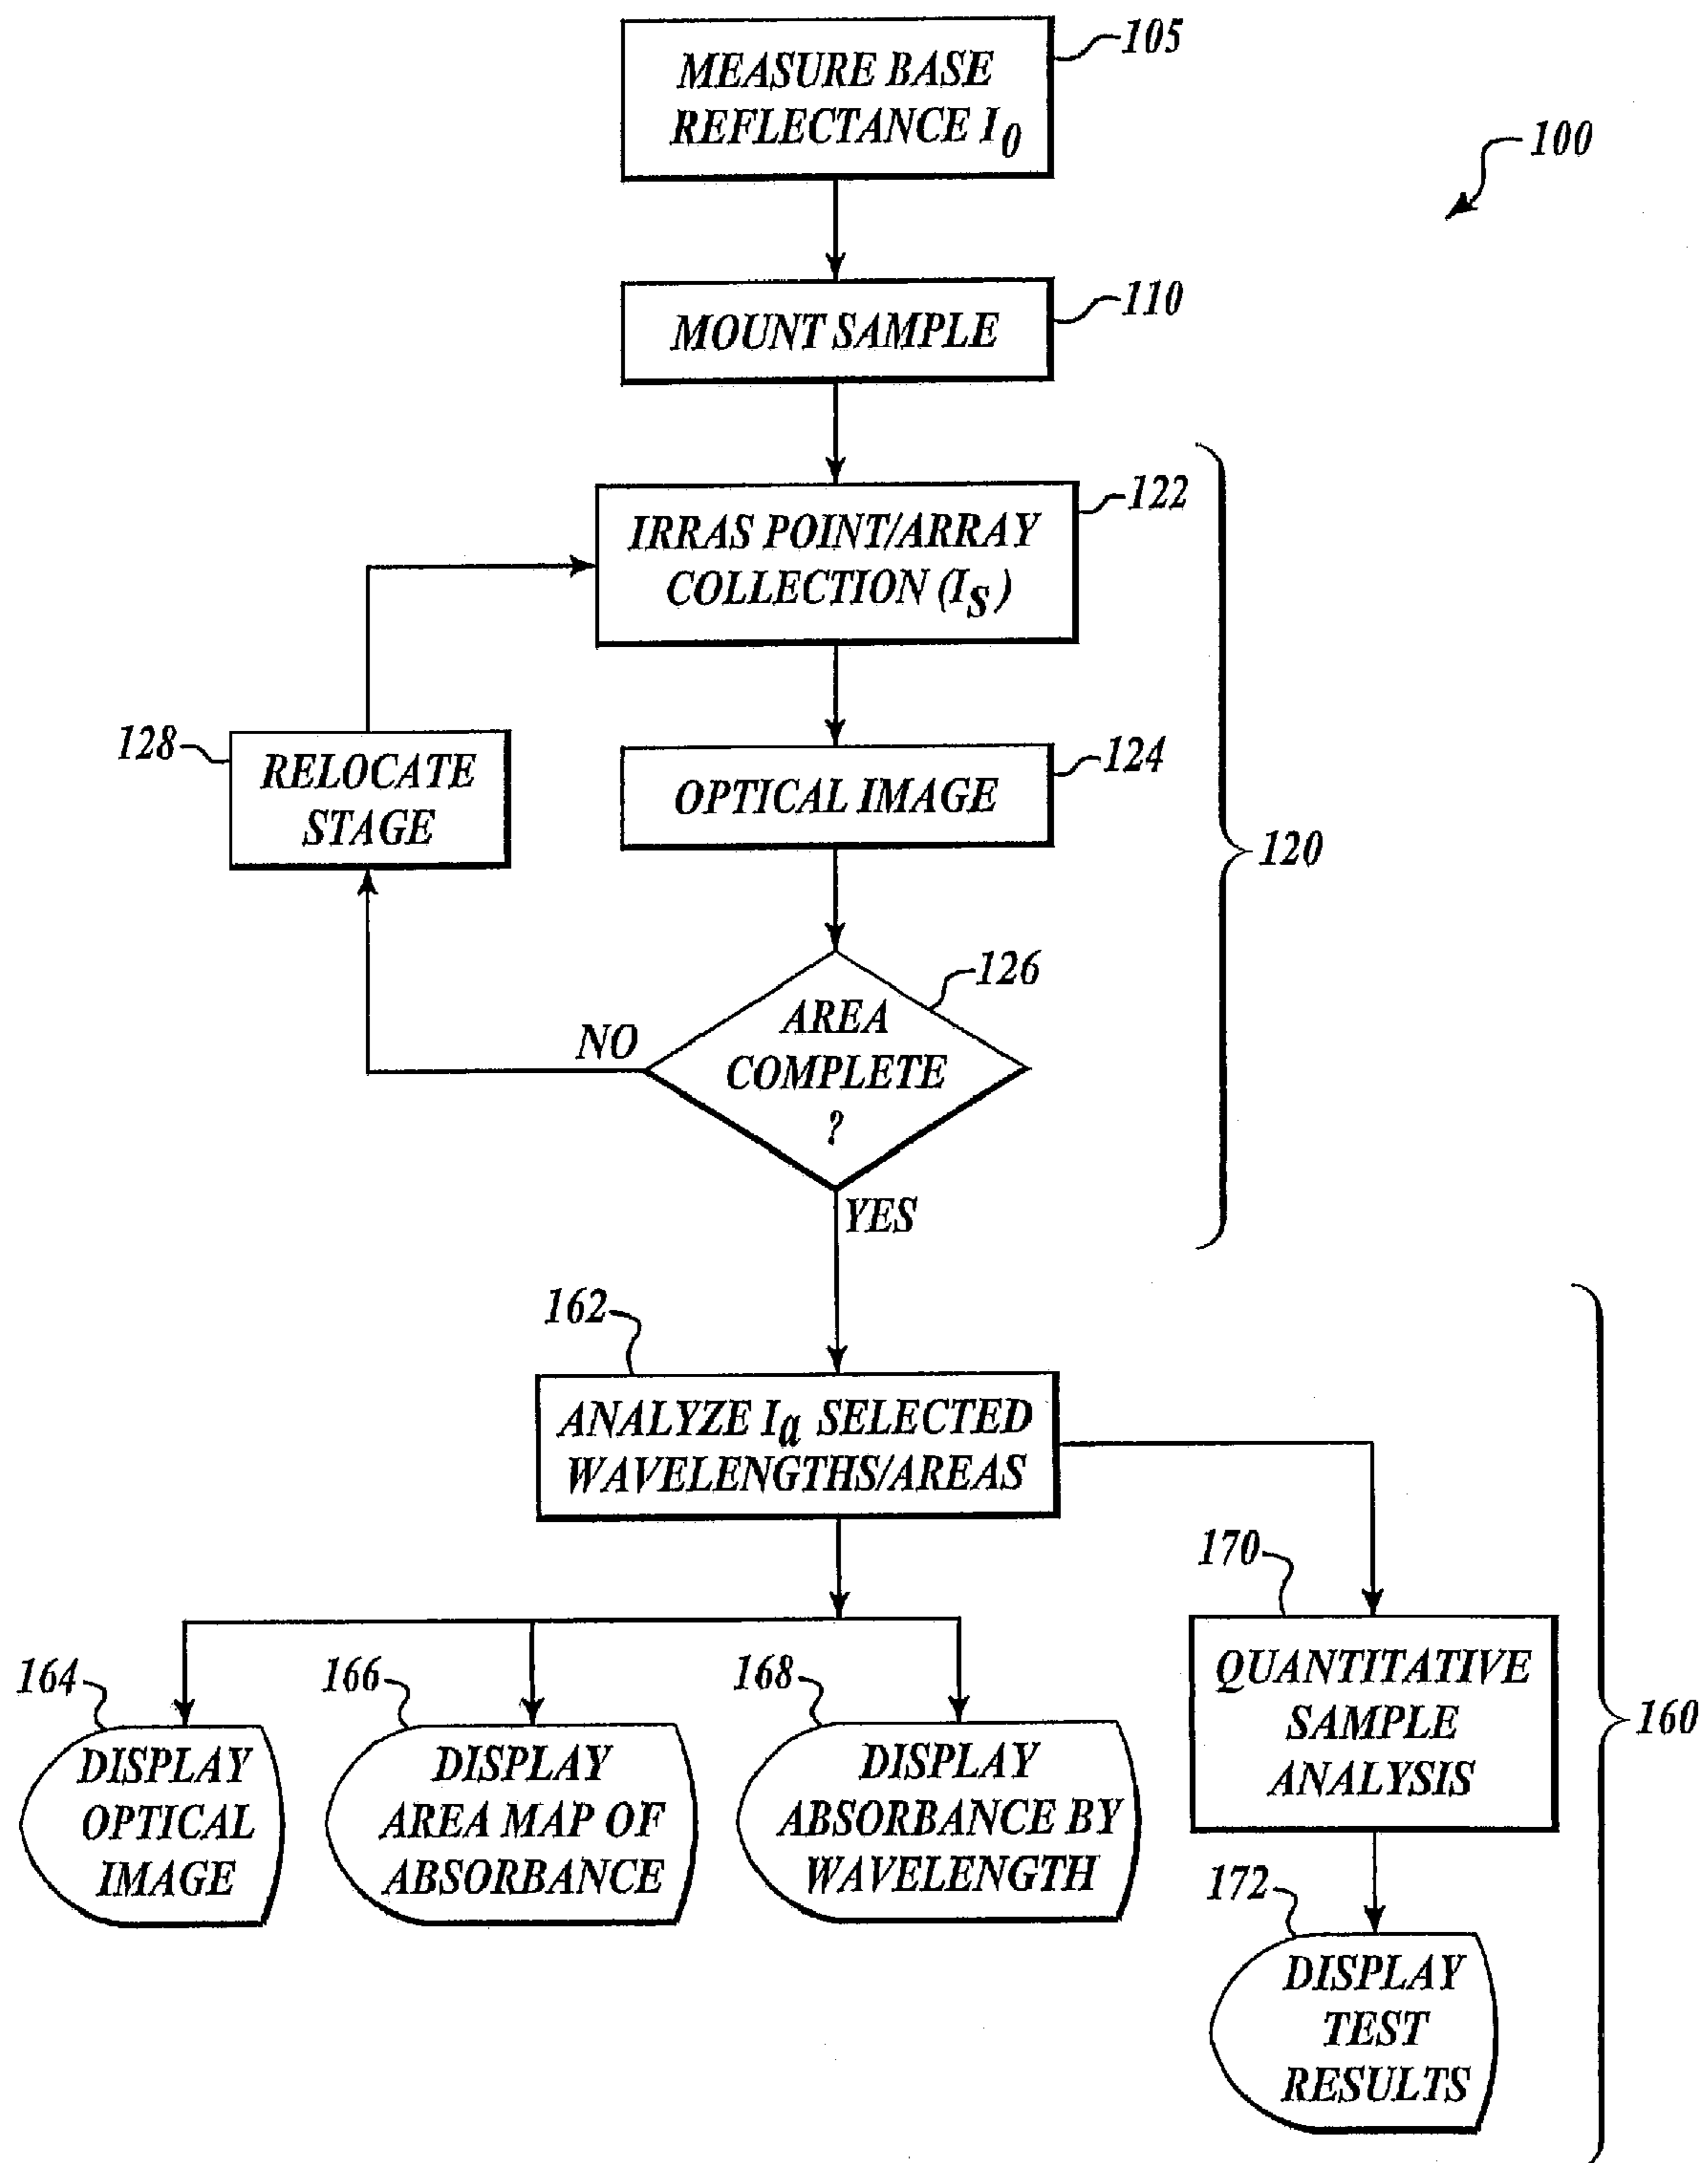 105
MEASURE BASE
REFLECTANCE I0
100
110
MOUNT SAMPLE
122
IRRAS POINT/ARRAY
COLLECTION (IS)
128
RELOCATE
STAGE
124
OPTICAL IMAGE
120
126
AREA
COMPLETE
?
NO
YES
162
ANALYZE Ia SELECTED
WAVELENGTHS/AREAS
170
QUANTITATIVE
SAMPLE
ANALYSIS
160
164
DISPLAY
OPTICAL
IMAGE
166
DISPLAY
AREA MAP OF
ABSORBANCE
168
DISPLAY
ABSORBANCE BY
WAVELENGTH
172
DISPLAY
TEST
RESULTS